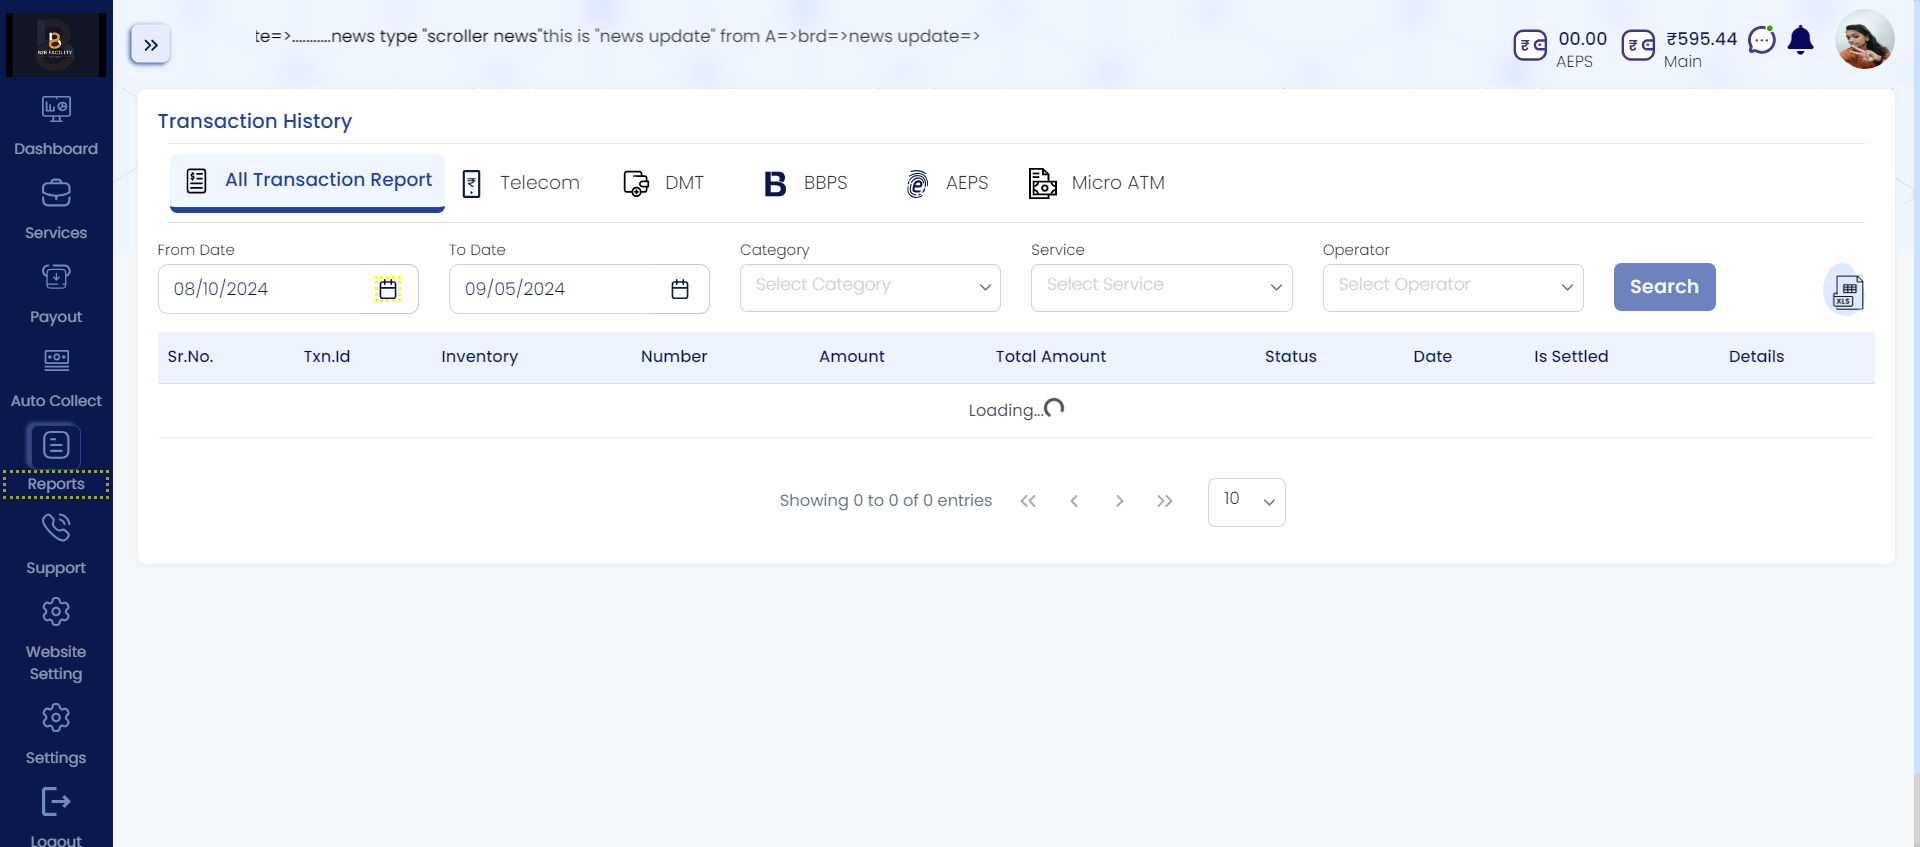 te=>............news type "scroller news"this is "news update" from A=>brd=>news update=>
00.00
AEPS
₹595.44
Main
B2B FACILITY
Dashboard
Services
Payout
Auto Collect
Reports
Support
Website
Setting
Settings
Logout
Transaction History
All Transaction Report
Telecom
DMT
BBPS
AEPS
Micro ATM
From Date
To Date
Category
Service
Operator
08/10/2024
09/05/2024
Select Category
Select Service
Select Operator
Search
XLS
Sr.No. Txn.Id Inventory Number Amount Total Amount Status Date Is Settled Details
Loading...
Showing 0 to 0 of 0 entries
10